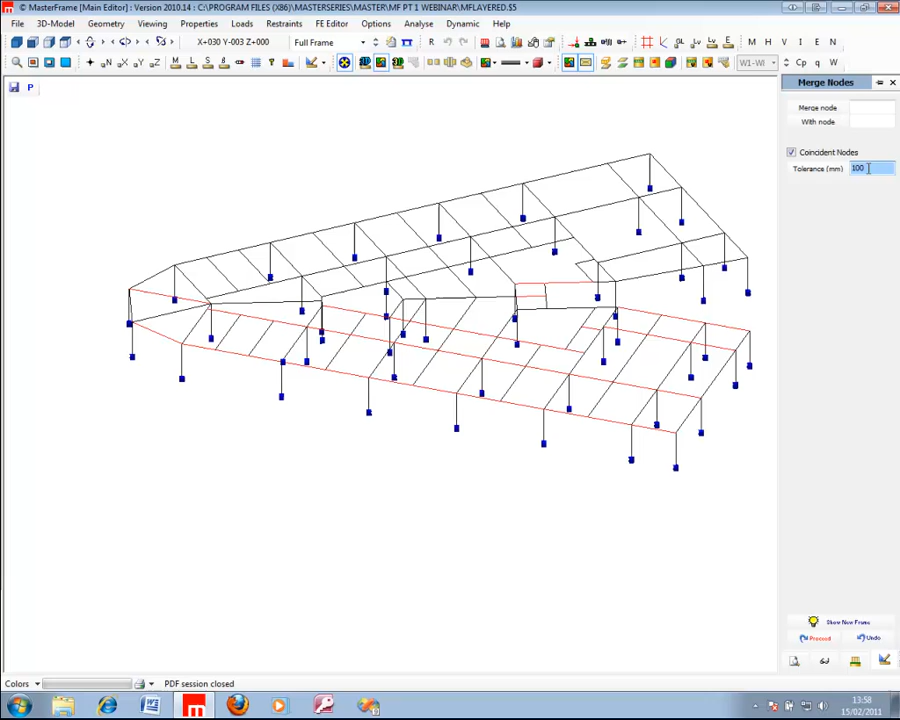 MasterFrame [Main Editor] : Version 2010.14 : C:\PROGRAM FILES (X86)\MASTERSERIES\MASTER\MF PT 1 WEBINAR\MFLAYERED.$5
File 3D-Model Geometry Viewing Properties Loads Restraints FE Editor Options Analyse Dynamic Help
X+030 Y-003 Z+000 Full Frame R M V I E N
N X Y Z M L S B W1-W1 Cp q W
P
Merge Nodes
Merge node
With node
Coincident Nodes
Tolerance (mm) 100
Show New Frame
Proceed Undo
Colors PDF session closed
13:58
15/02/2011